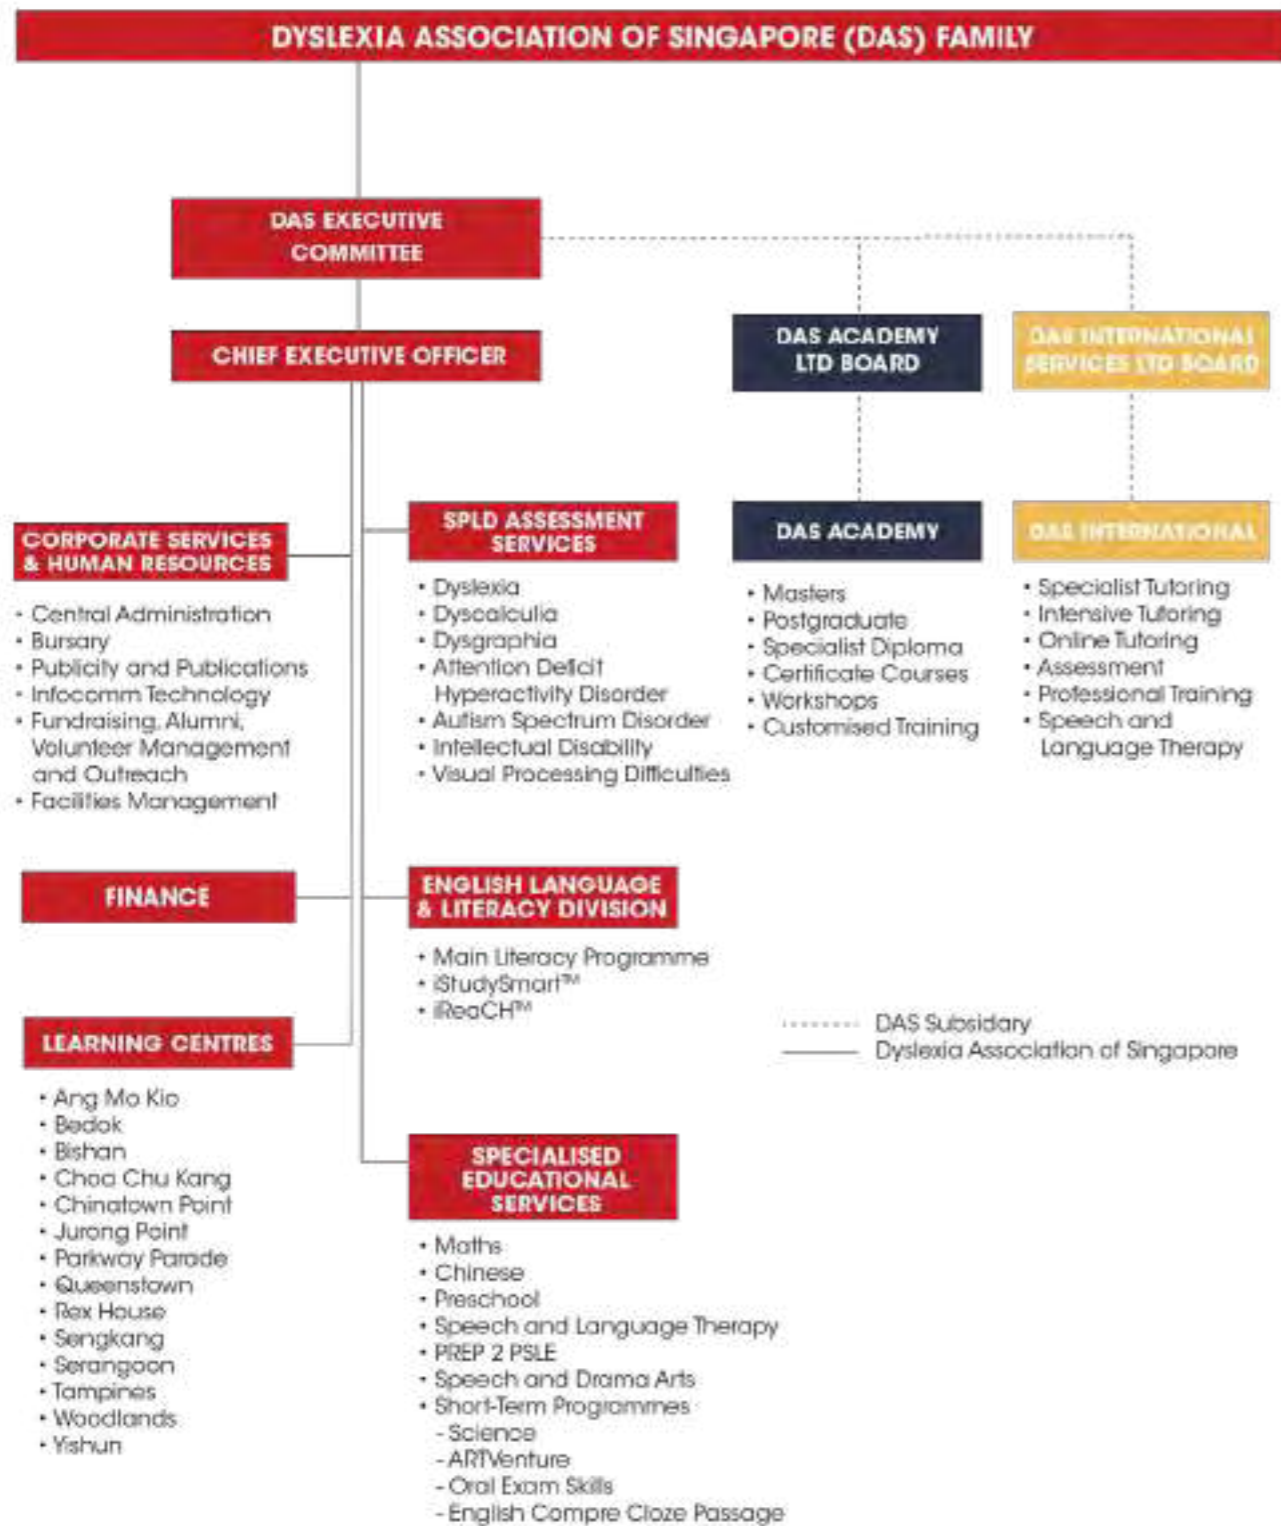 DYSLEXIA ASSOCIATION OF SINGAPORE (DAS) FAMILY
DAS EXECUTIVE
COMMITTEE
CHIEF EXECUTIVE OFFICER
DAS ACADEMY
LTD BOARD
DAS INTERNATIONAL
SERVICES LTD BOARD
CORPORATE SERVICES
& HUMAN RESOURCES
• Central Administration
• Bursary
• Publicity and Publications
• Infocomm Technology
• Fundraising, Alumni,
Volunteer Management
and Outreach
• Facilities Management
SPLD ASSESSMENT
SERVICES
• Dyslexia
• Dyscalculia
• Dysgraphia
• Attention Deficit
Hyperactivity Disorder
• Autism Spectrum Disorder
• Intellectual Disability
• Visual Processing Difficulties
DAS ACADEMY
• Masters
• Postgraduate
• Specialist Diploma
• Certificate Courses
• Workshops
• Customised Training
DAS INTERNATIONAL
• Specialist Tutoring
• Intensive Tutoring
• Online Tutoring
• Assessment
• Professional Training
• Speech and
Language Therapy
FINANCE
ENGLISH LANGUAGE
& LITERACY DIVISION
• Main Literacy Programme
• iStudySmart™
• iReaCH™
DAS Subsidary
Dyslexia Association of Singapore
LEARNING CENTRES
• Ang Mo Kio
• Bedok
• Bishan
• Choa Chu Kang
• Chinatown Point
• Jurong Point
• Parkway Parade
• Queenstown
• Rex House
• Sengkang
• Serangoon
• Tampines
• Woodlands
• Yishun
SPECIALISED
EDUCATIONAL
SERVICES
• Maths
• Chinese
• Preschool
• Speech and Language Therapy
• PREP 2 PSLE
• Speech and Drama Arts
• Short-Term Programmes
- Science
- ARTVenture
- Oral Exam Skills
- English Compre Cloze Passage